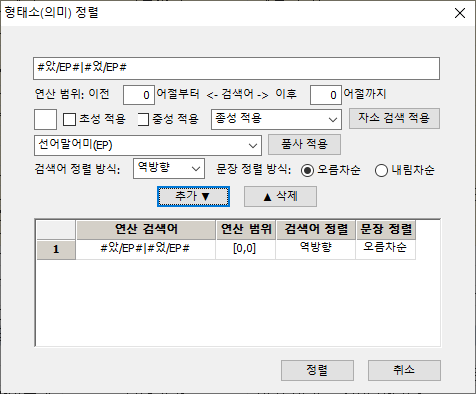 형태소(의미) 정렬
#았/EP#|#었/EP#
연산 범위: 이전 0 어절부터 <- 검색어 -> 이후 0 어절까지
초성 적용 중성 적용 종성 적용 자소 검색 적용
선어말어미(EP) 품사 적용
검색어 정렬 방식: 역방향 문장 정렬 방식: 오름차순 내림차순
추가 ▼ ▲ 삭제
연산 검색어 연산 범위 검색어 정렬 문장 정렬
1 #았/EP#|#었/EP# [0,0] 역방향 오름차순
정렬 취소